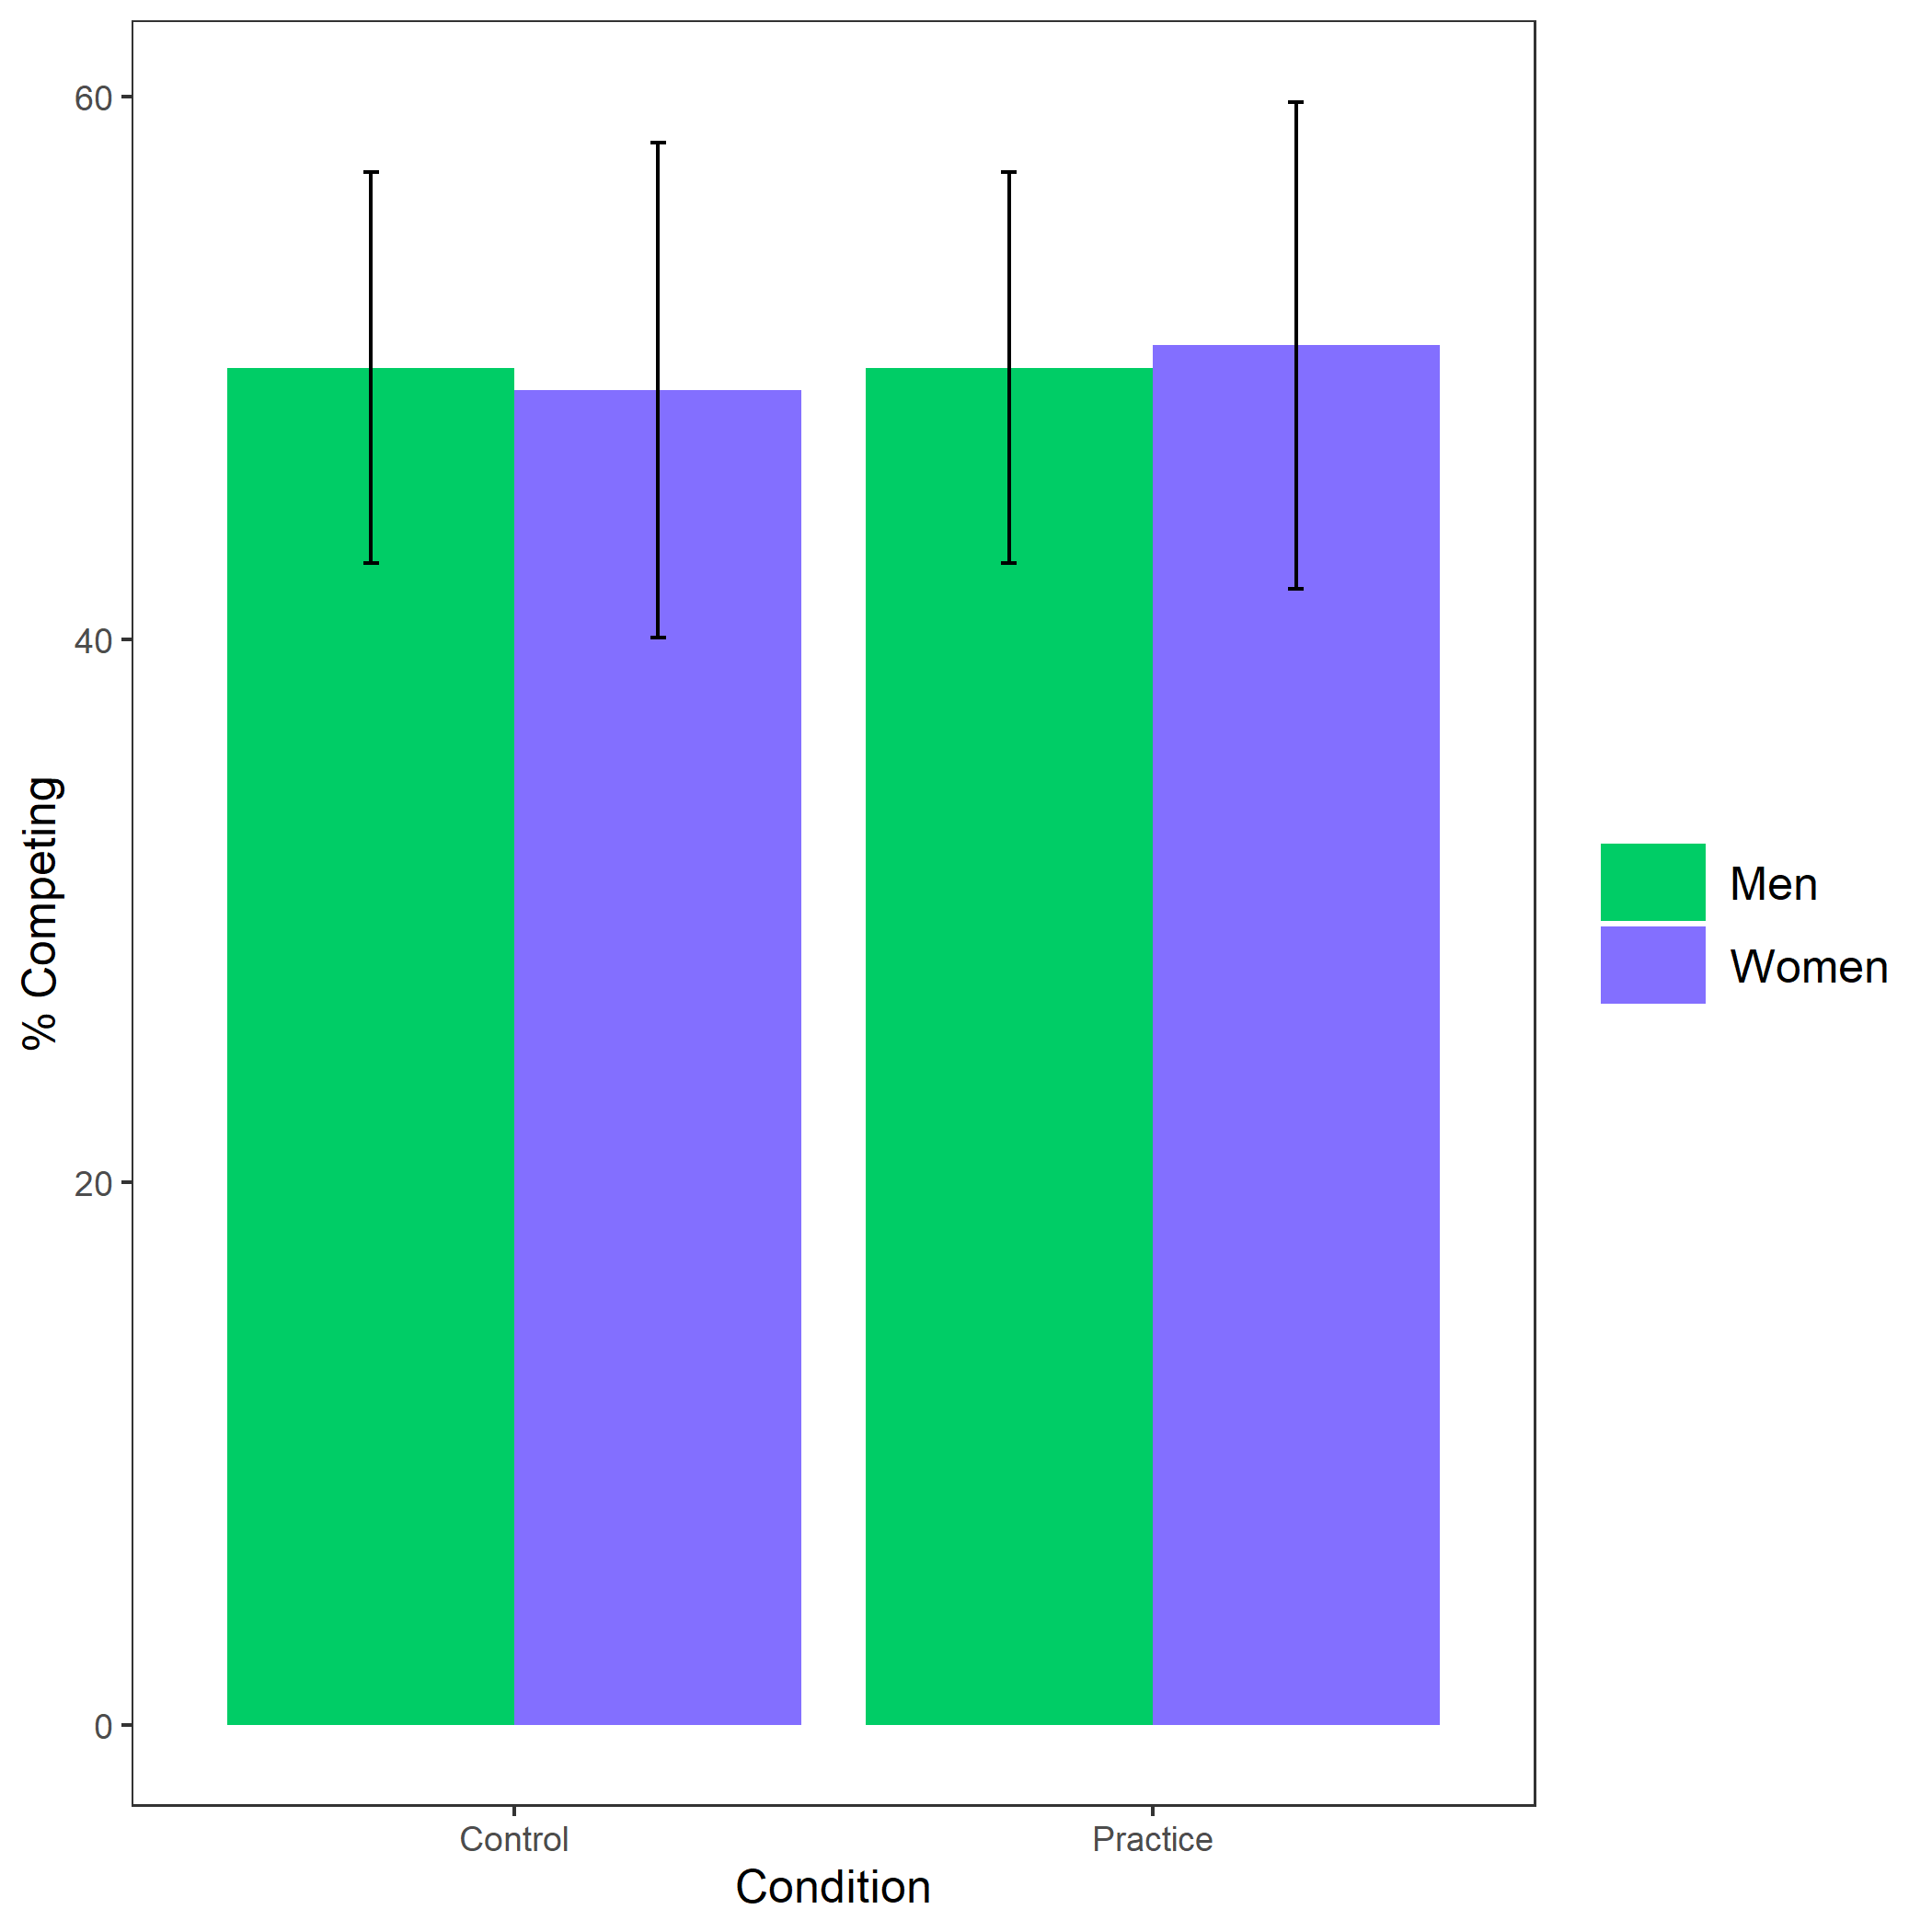 60
40
20
0
% Competing
Control
Practice
Condition
Men
Women